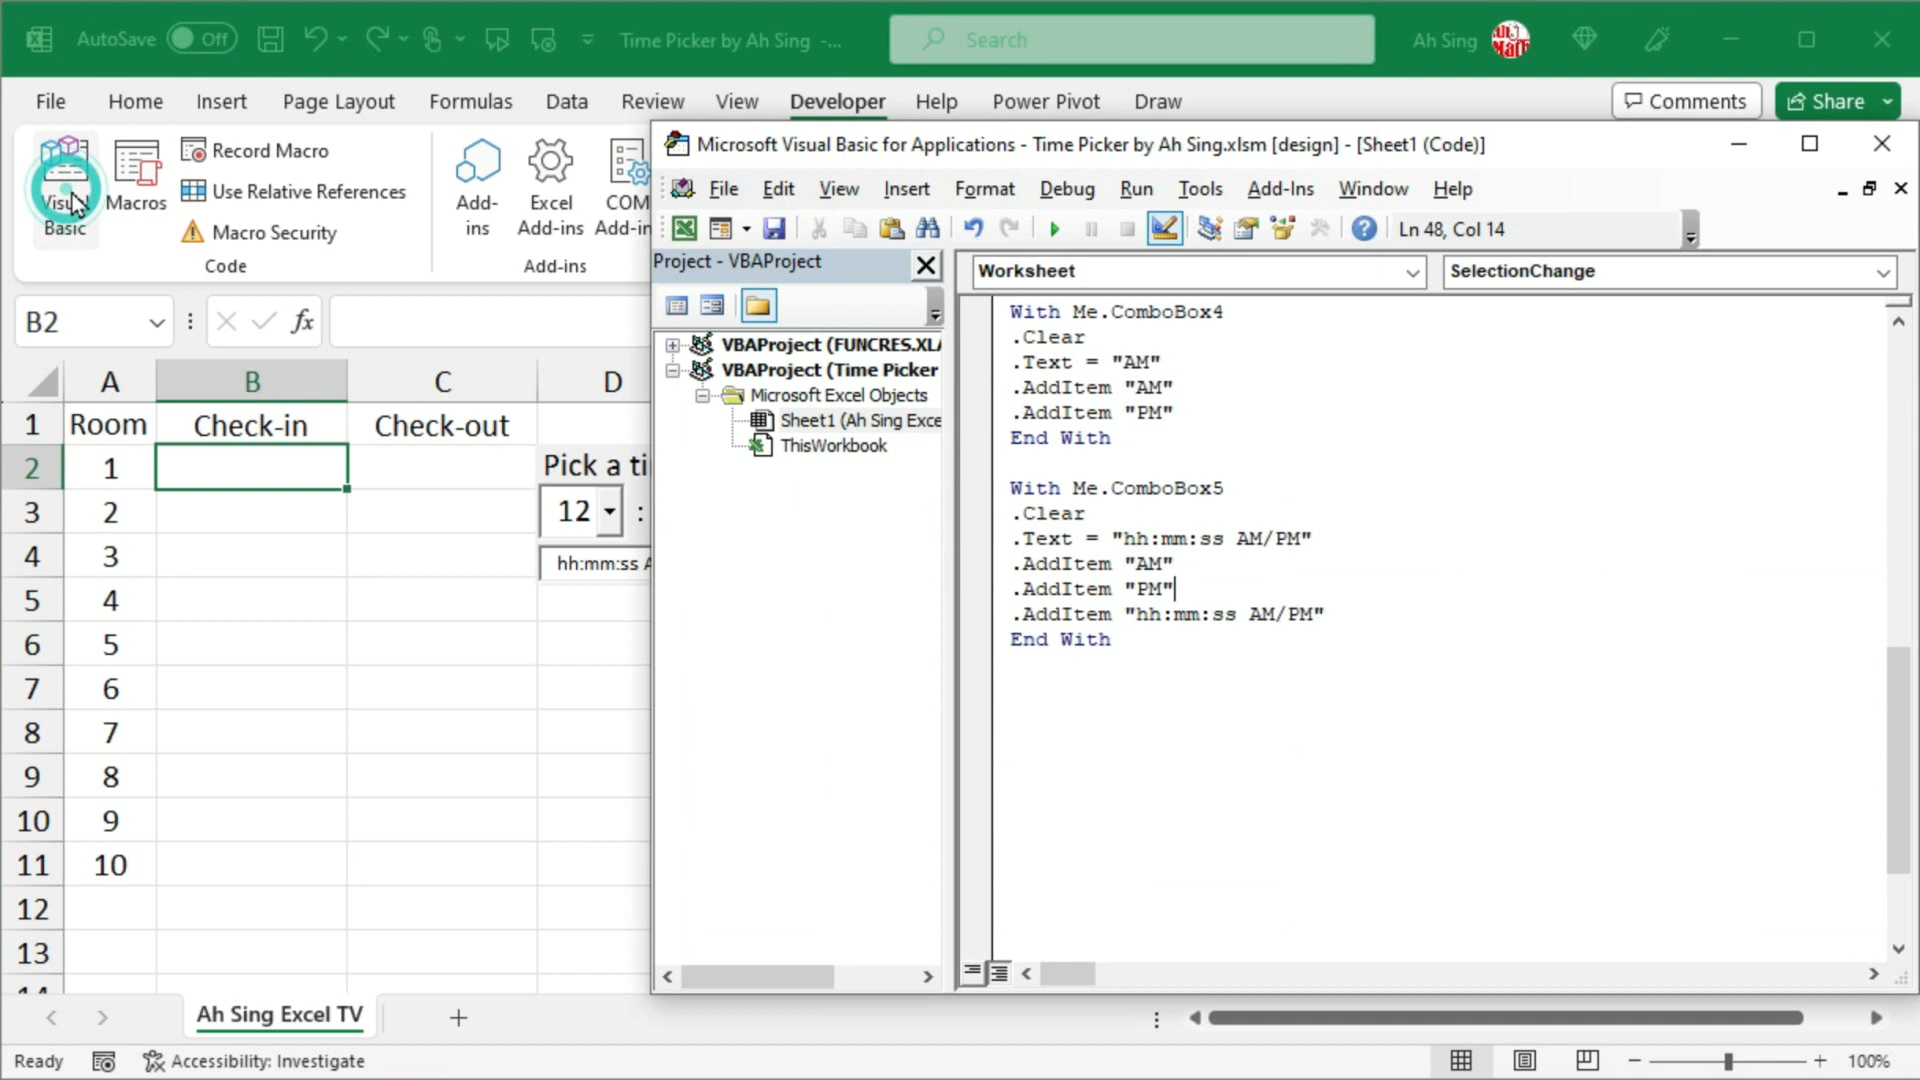 AutoSave Off Time Picker by Ah Sing -... Search Ah Sing
File Home Insert Page Layout Formulas Data Review View Developer Help Power Pivot Draw Comments Share
Visual Basic
Macros
Record Macro
Use Relative References
Macro Security
Code
Add-ins
Excel Add-ins
COM Add-in
Add-ins
B2 fx
A B C D
1 Room Check-in Check-out
2 1 Pick a ti
3 2 12 :
4 3 hh:mm:ss A
5 4
6 5
7 6
8 7
9 8
10 9
11 10
12
13
14
Ah Sing Excel TV
Ready Accessibility: Investigate 100%
Microsoft Visual Basic for Applications - Time Picker by Ah Sing.xlsm [design] - [Sheet1 (Code)]
File Edit View Insert Format Debug Run Tools Add-Ins Window Help
Ln 48, Col 14
Project - VBAProject
VBAProject (FUNCRES.XLA
VBAProject (Time Picker
Microsoft Excel Objects
Sheet1 (Ah Sing Exce
ThisWorkbook
Worksheet SelectionChange
With Me.ComboBox4
.Clear
.Text = "AM"
.AddItem "AM"
.AddItem "PM"
End With
With Me.ComboBox5
.Clear
.Text = "hh:mm:ss AM/PM"
.AddItem "AM"
.AddItem "PM"
.AddItem "hh:mm:ss AM/PM"
End With